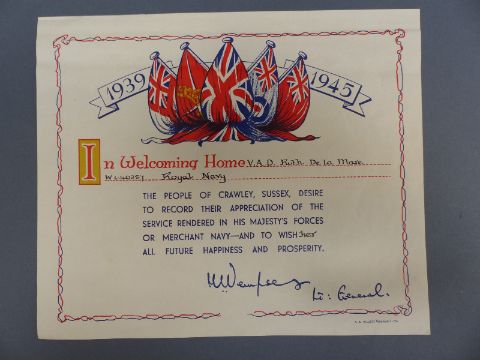 1939 1945
In Welcoming Home V.A.D. Ruth De La Mare
Royal Navy
THE PEOPLE OF CRAWLEY, SUSSEX, DESIRE
TO RECORD THEIR APPRECIATION OF THE
SERVICE RENDERED IN HIS MAJESTY'S FORCES
OR MERCHANT NAVY—AND TO WISH her
ALL FUTURE HAPPINESS AND PROSPERITY.
Lt: General.